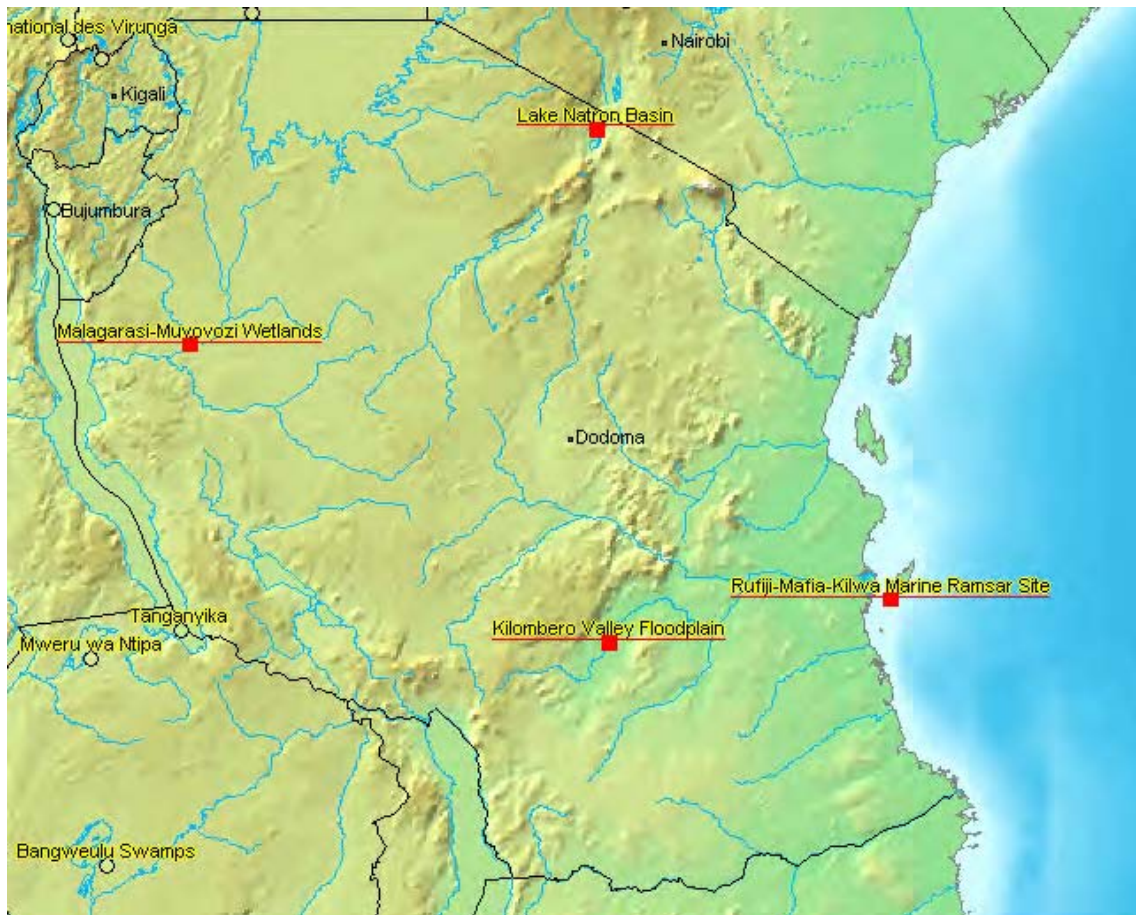 national des Virunga
Nairobi
Kigali
Lake Natron Basin
Bujumbura
Malagarasi-Muyovozi Wetlands
Dodoma
Rufiji-Mafia-Kilwa Marine Ramsar Site
Tanganyika
Kilombero Valley Floodplain
Mweru wa Ntipa
Bangweulu Swamps